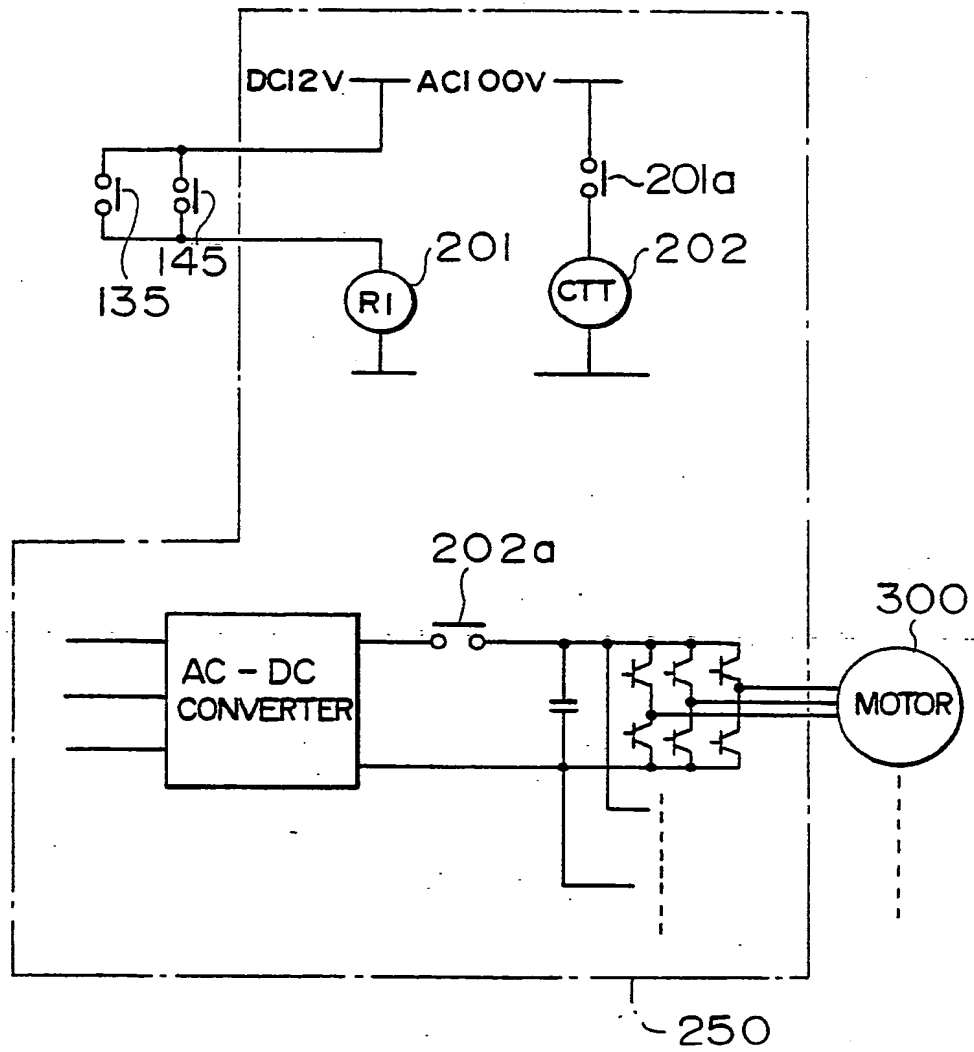 DC12V
AC100V
201a
135
145
201
R1
202
CTT
202a
300
AC-DC
CONVERTER
MOTOR
250